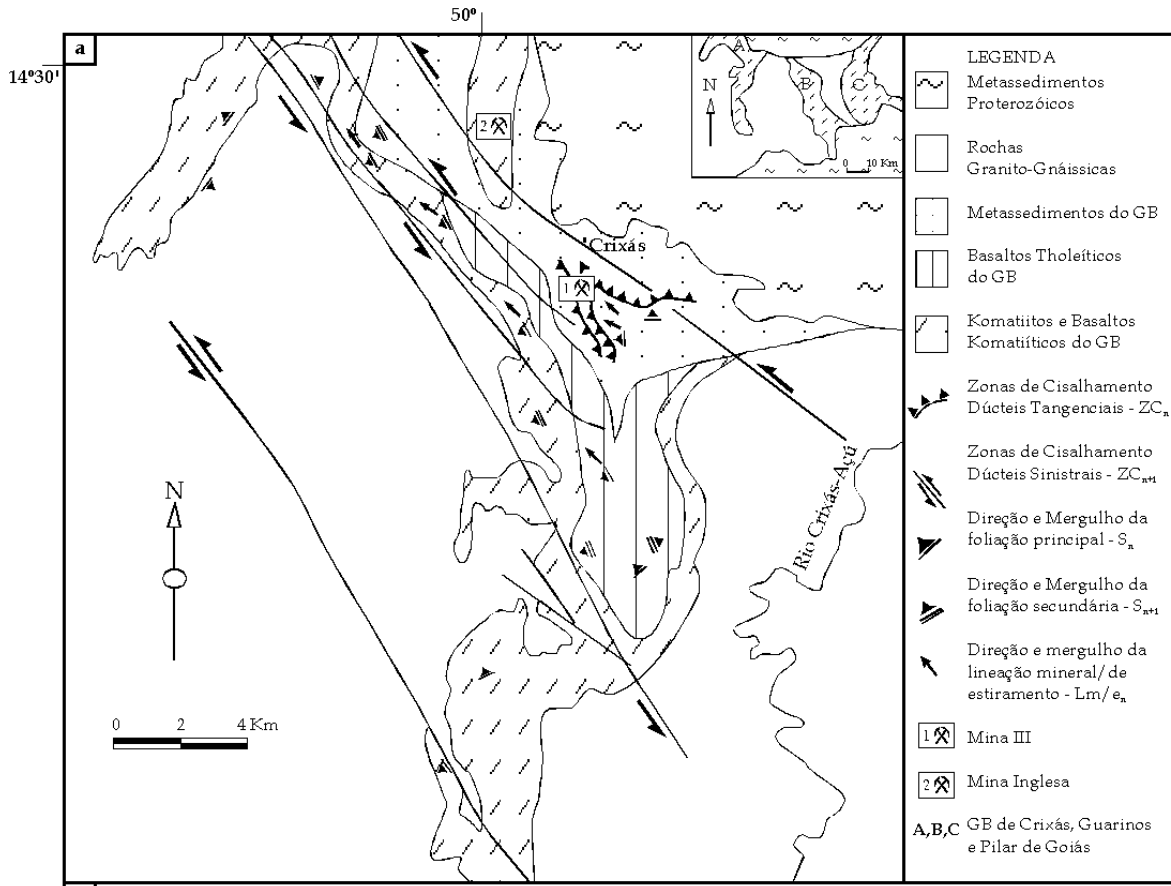 50º
a
14º30'
A
B
C
N
0 10 Km
2
Crixás
1
Rio Crixás-Açú
N
0 2 4 Km
LEGENDA
Metassedimentos
Proterozóicos
Rochas
Granito-Gnáissicas
Metassedimentos do GB
Basaltos Tholeíticos
do GB
Komatiitos e Basaltos
Komatiíticos do GB
Zonas de Cisalhamento
Dúcteis Tangenciais - ZCn
Zonas de Cisalhamento
Dúcteis Sinistrais - ZCn+1
Direção e Mergulho da
foliação principal - Sn
Direção e Mergulho da
foliação secundária - Sn+1
Direção e mergulho da
lineação mineral/de
estiramento - Lm/en
1 Mina III
2 Mina Inglesa
A,B,C GB de Crixás, Guarinos
e Pilar de Goiás